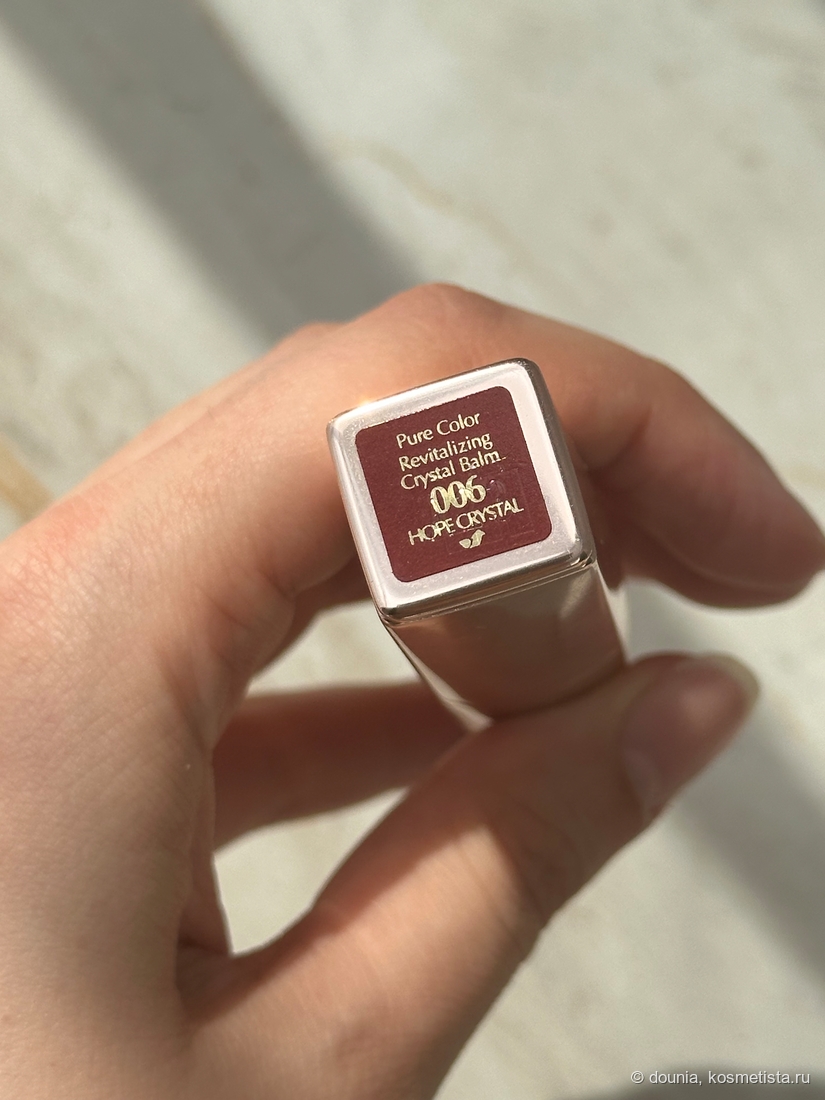 Pure Color
Revitalizing
Crystal Balm
006
HOPE CRYSTAL
© dounia, kosmetista.ru